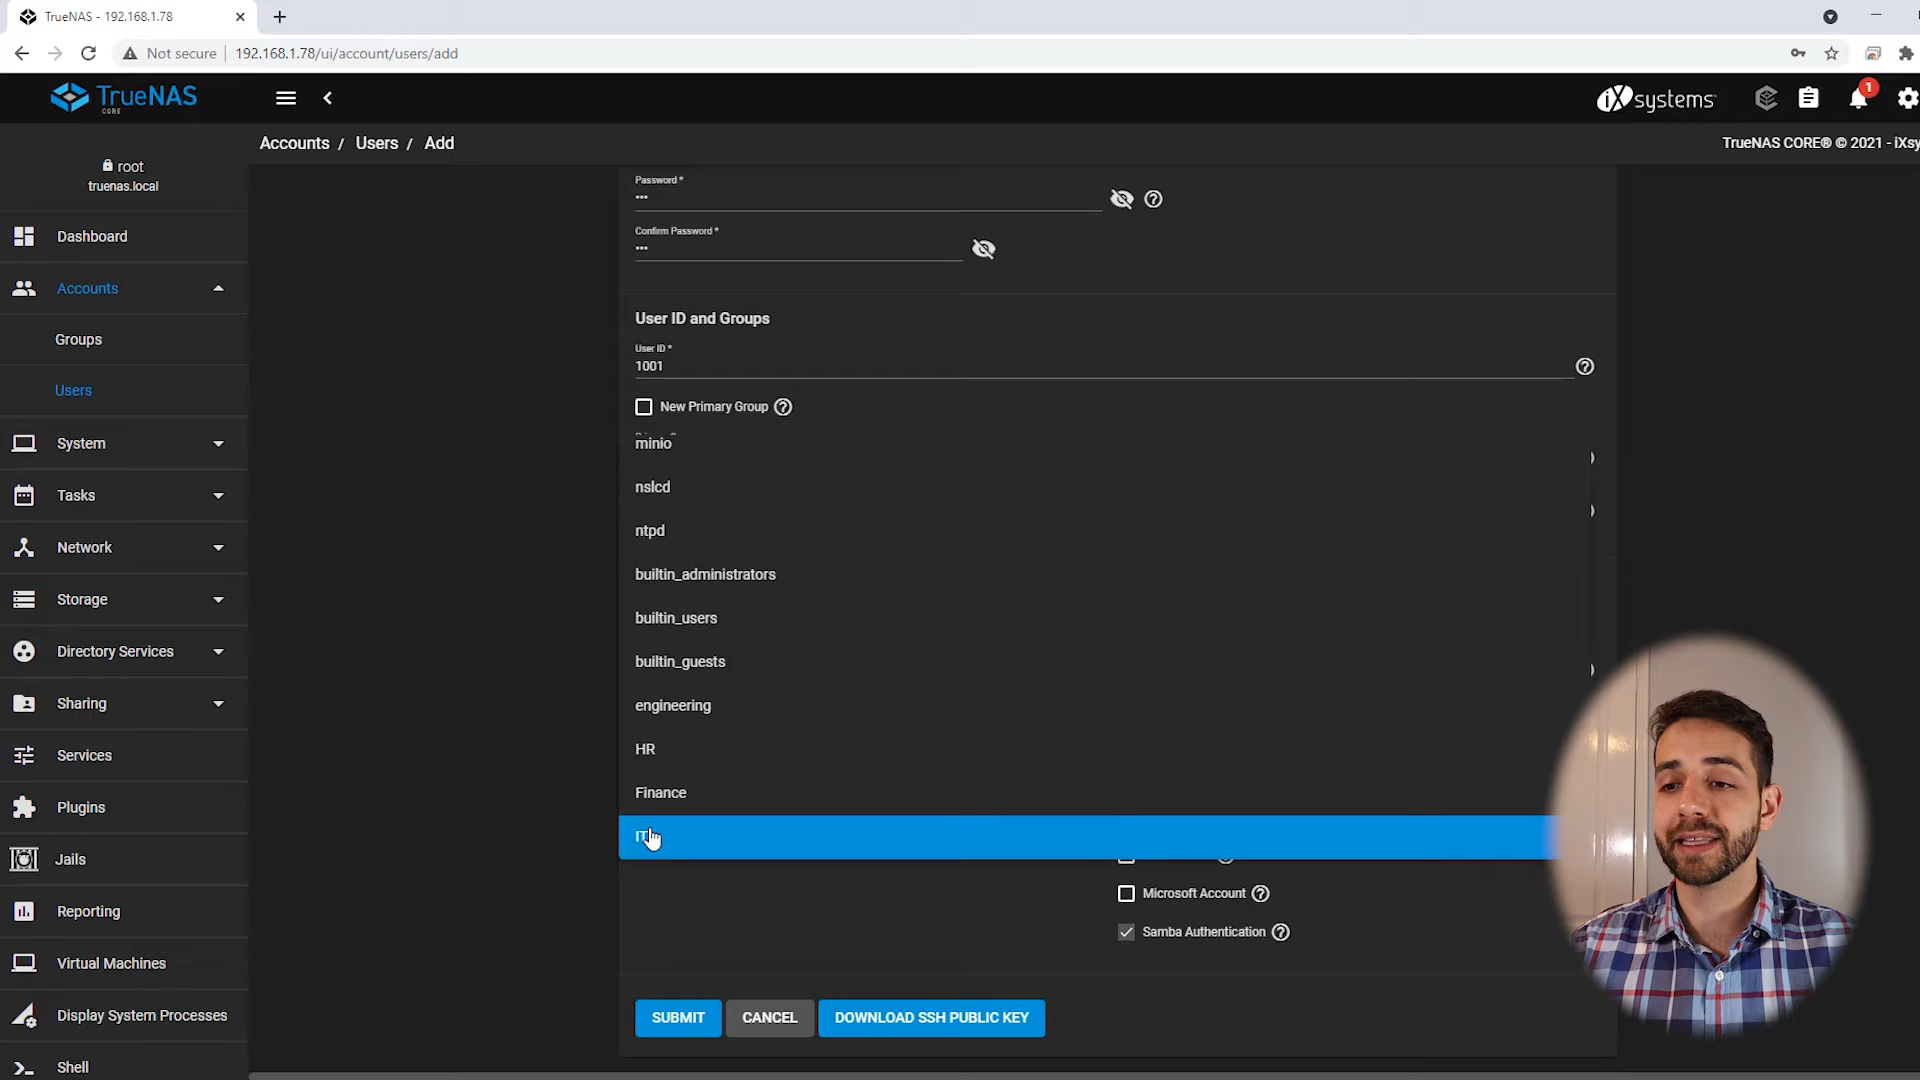 TrueNAS - 192.168.1.78
Not secure
192.168.1.78/ui/account/users/add
TrueNAS
CORE
iXsystems
1
Accounts / Users / Add
TrueNAS CORE® © 2021 - iXsy
root
truenas.local
Dashboard
Accounts
Groups
Users
System
Tasks
Network
Storage
Directory Services
Sharing
Services
Plugins
Jails
Reporting
Virtual Machines
Display System Processes
Shell
Password *
•••
Confirm Password *
•••
User ID and Groups
User ID *
1001
New Primary Group
minio
nslcd
ntpd
builtin_administrators
builtin_users
builtin_guests
engineering
HR
Finance
IT
Microsoft Account
Samba Authentication
SUBMIT
CANCEL
DOWNLOAD SSH PUBLIC KEY